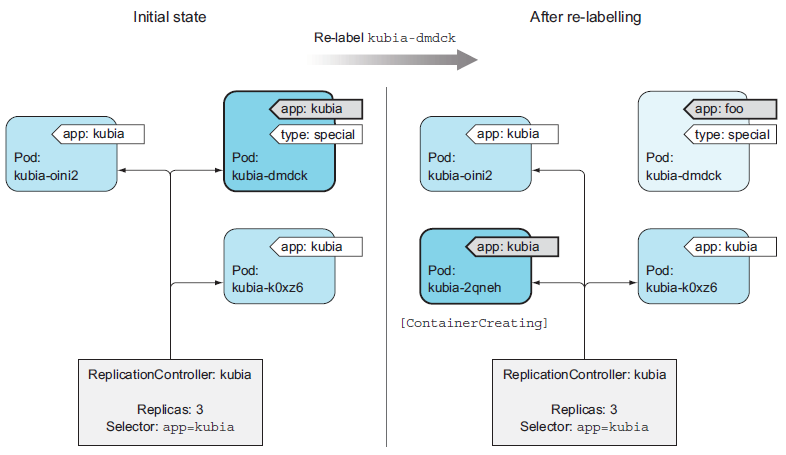 Initial state
After re-labelling
Re-label kubia-dmdck
app: kubia
type: special
Pod:
kubia-dmdck
app: kubia
Pod:
kubia-oini2
app: kubia
Pod:
kubia-k0xz6
ReplicationController: kubia
Replicas: 3
Selector: app=kubia
app: kubia
Pod:
kubia-oini2
app: foo
type: special
Pod:
kubia-dmdck
app: kubia
Pod:
kubia-2qneh
[ContainerCreating]
app: kubia
Pod:
kubia-k0xz6
ReplicationController: kubia
Replicas: 3
Selector: app=kubia